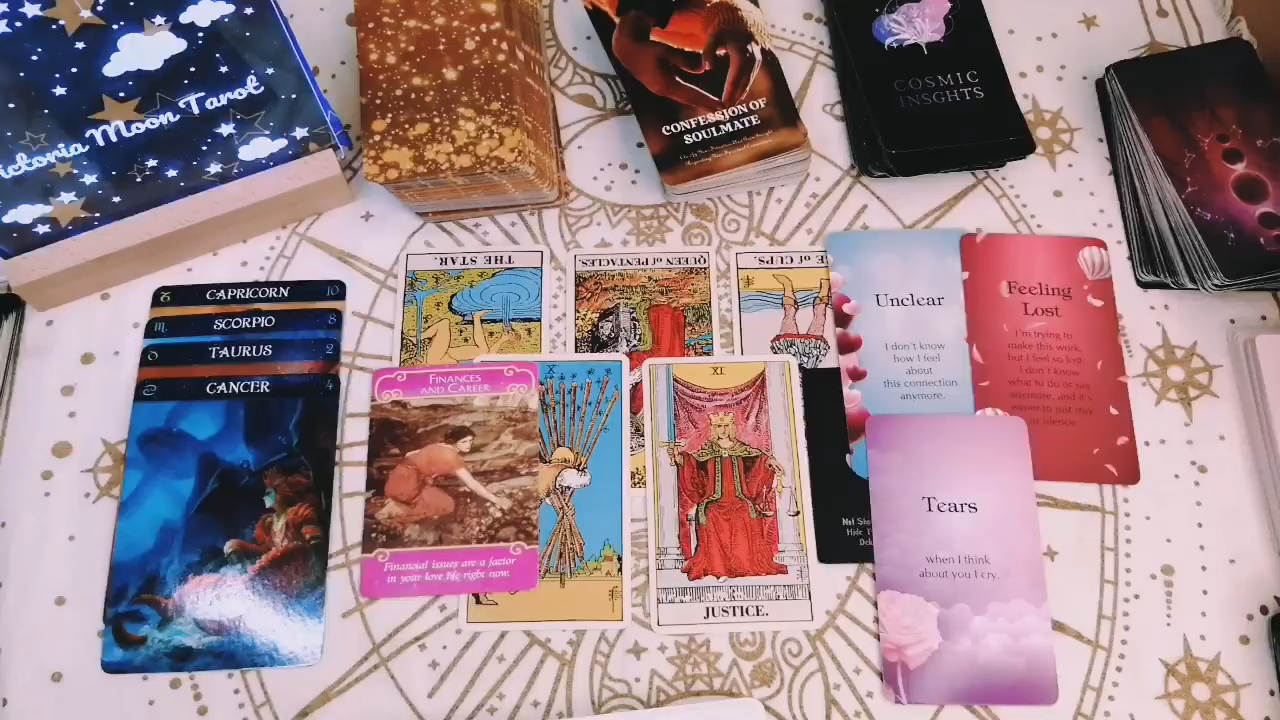 Victoria Moon Tarot
CONFESSION OF
SOULMATE
COSMIC
INSGHTS
CAPRICORN 10
SCORPIO 8
TAURUS 2
CANCER 4
THE STAR.
QUEEN of PENTACLES.
of CUPS.
FINANCES
AND CAREER
Financial issues are a factor
in your love life right now.
X
XI
JUSTICE.
Unclear
I don't know
how I feel
about
this connection
anymore.
Feeling
Lost
I'm trying to
make this work,
but I feel so lost.
I don't know
what to do or say
anymore, and it's
easier to just stay
silence
Tears
when I think
about you I cry.